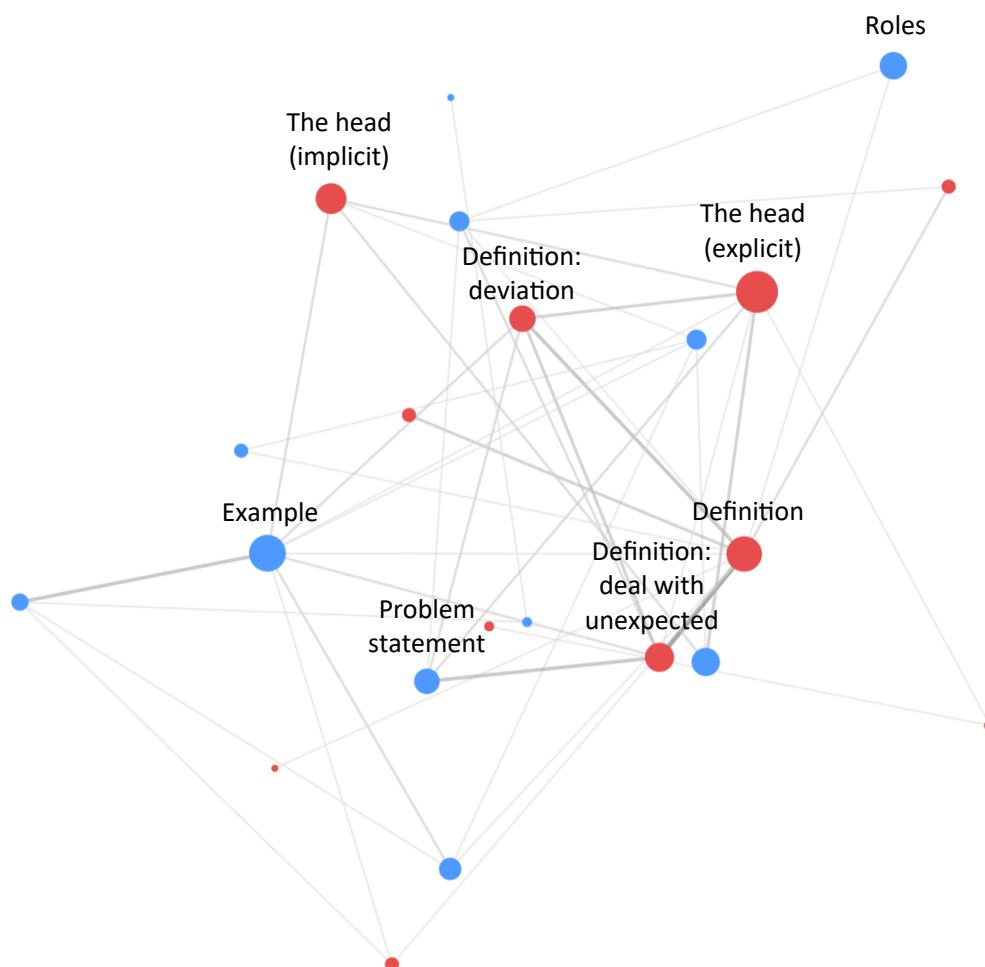 Roles
The head
(implicit)
The head
(explicit)
Definition:
deviation
Example
Definition
Definition:
deal with
unexpected
Problem
statement